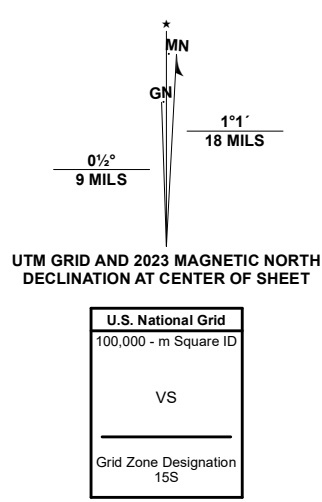 ★
MN
GN
1°1´
18 MILS
0½°
9 MILS
UTM GRID AND 2023 MAGNETIC NORTH
DECLINATION AT CENTER OF SHEET
U.S. National Grid
100,000 - m Square ID
VS
Grid Zone Designation
15S